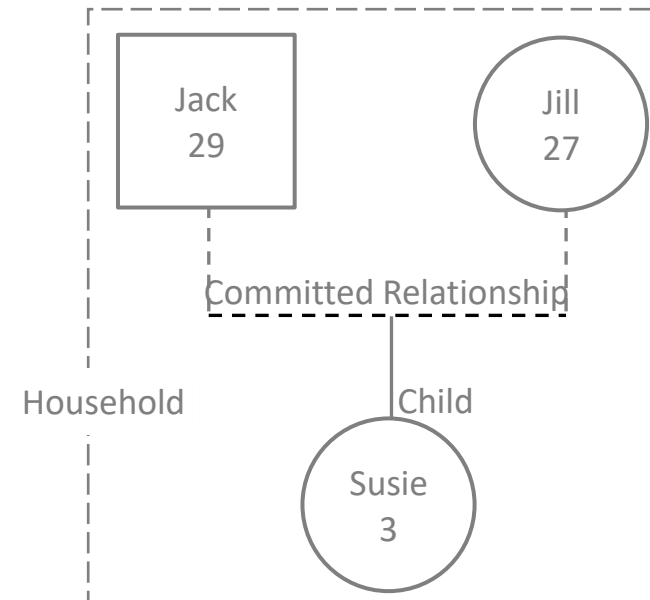 Jack
29
Jill
27
Committed Relationship
Household
Child
Susie
3